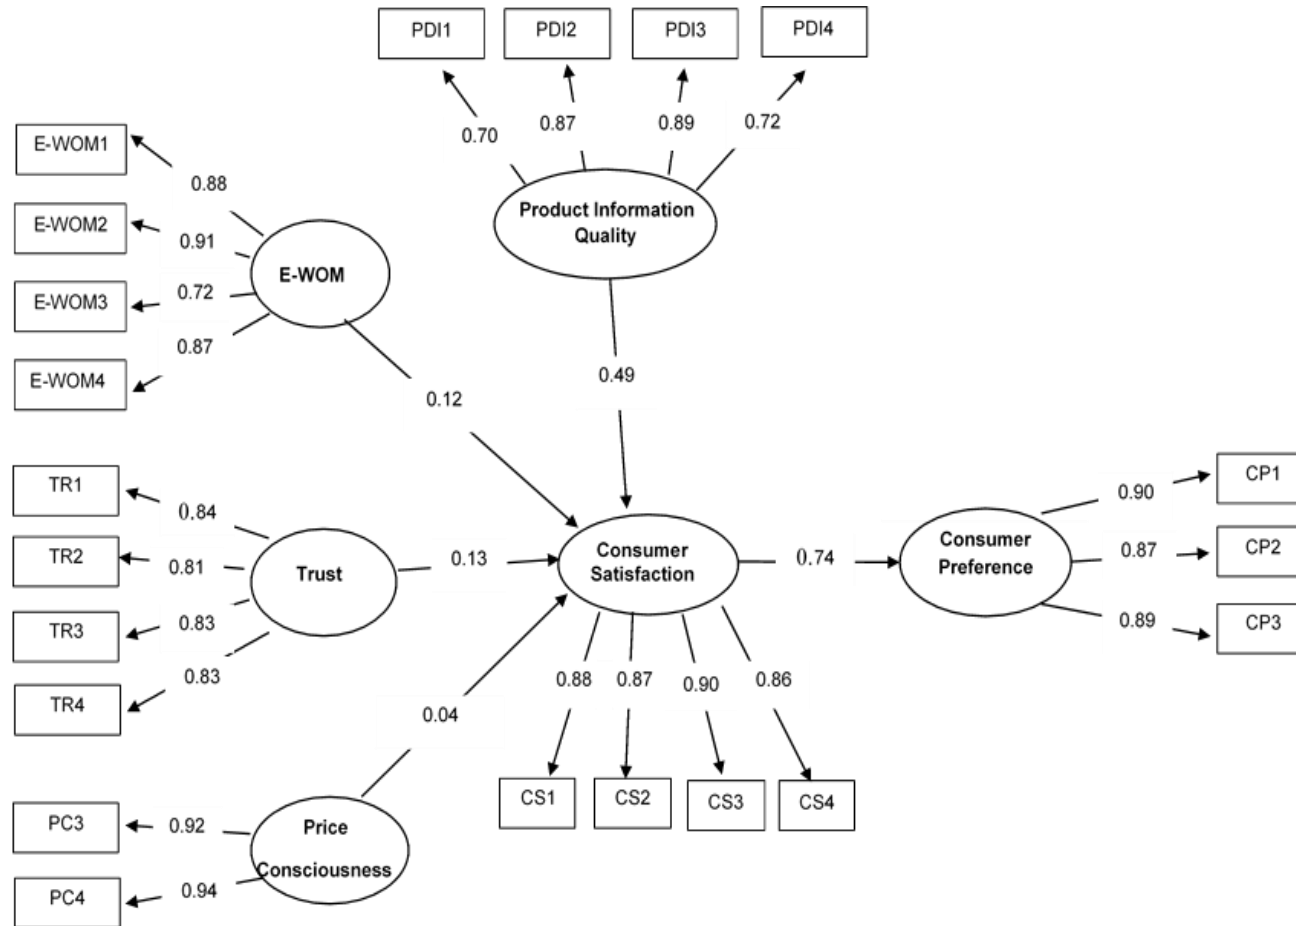 PDI1
PDI2
PDI3
PDI4
0.70
0.87
0.89
0.72
Product Information
Quality
E-WOM1
E-WOM2
E-WOM3
E-WOM4
0.88
0.91
0.72
0.87
E-WOM
0.12
0.49
TR1
TR2
TR3
TR4
0.84
0.81
0.83
0.83
Trust
0.13
Consumer
Satisfaction
0.74
Consumer
Preference
0.90
0.87
0.89
CP1
CP2
CP3
0.88
0.87
0.90
0.86
CS1
CS2
CS3
CS4
0.04
PC3
PC4
0.92
0.94
Price
Consciousness